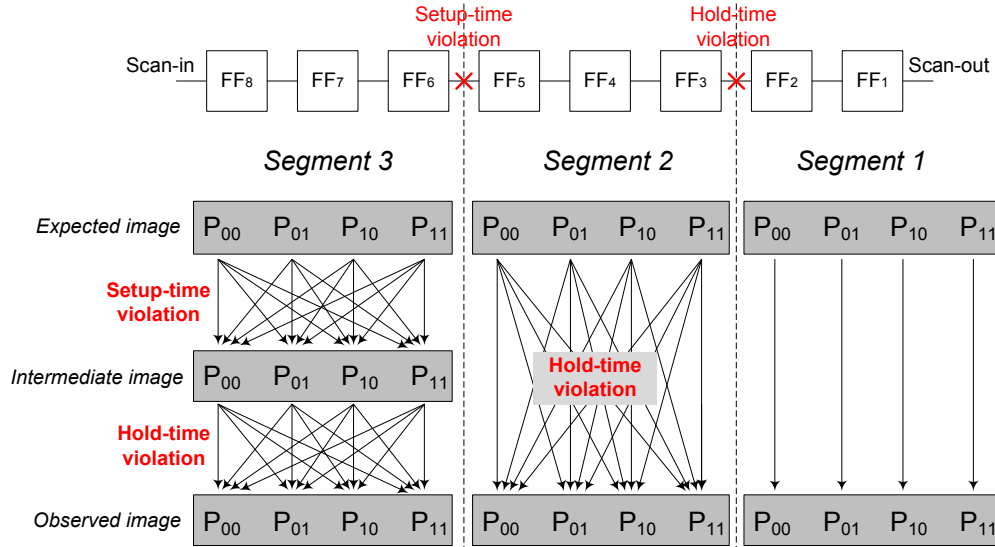 Setup-time
violation
Hold-time
violation
Scan-in
FF8
FF7
FF6
FF5
FF4
FF3
FF2
FF1
Scan-out
Segment 3
Segment 2
Segment 1
Expected image
P00 P01 P10 P11
P00 P01 P10 P11
P00 P01 P10 P11
Setup-time
violation
Intermediate image
P00 P01 P10 P11
Hold-time
violation
Hold-time
violation
Observed image
P00 P01 P10 P11
P00 P01 P10 P11
P00 P01 P10 P11